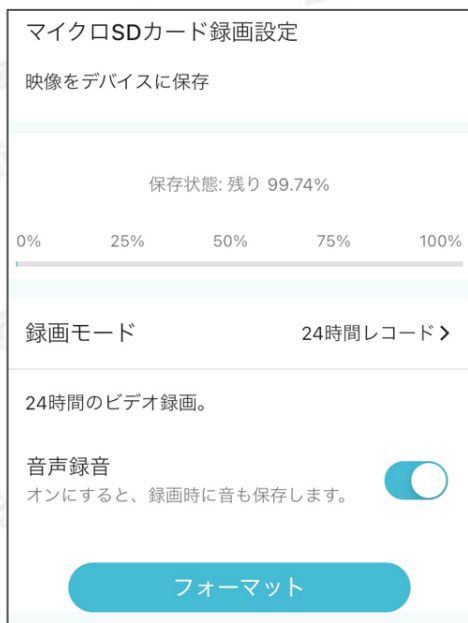 マイクロSDカード録画設定
映像をデバイスに保存
保存状態: 残り 99.74%
0% 25% 50% 75% 100%
録画モード 24時間レコード
24時間のビデオ録画。
音声録音
オンにすると、録画時に音も保存します。
フォーマット